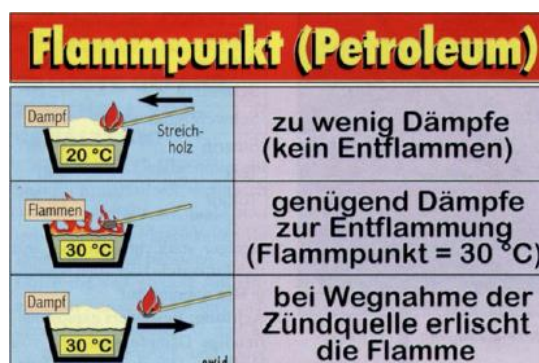 Flammpunkt (Petroleum)
Dampf
Streich-
holz
20 °C
zu wenig Dämpfe
(kein Entflammen)
Flammen
30 °C
genügend Dämpfe
zur Entflammung
(Flammpunkt = 30 °C)
Dampf
30 °C
bei Wegnahme der
Zündquelle erlischt
die Flamme